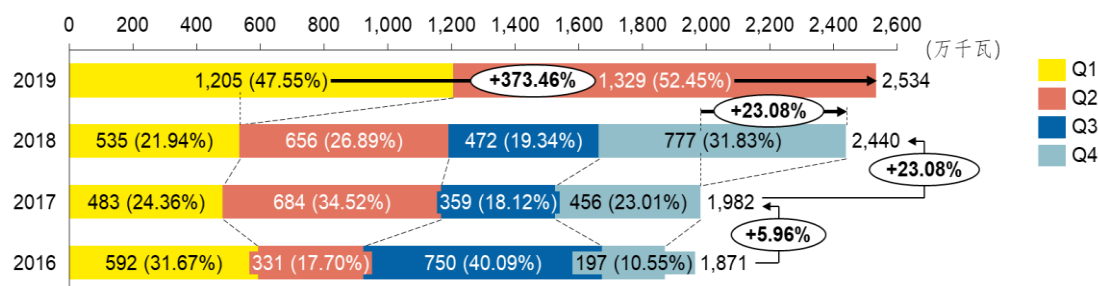 0 200 400 600 800 1,000 1,200 1,400 1,600 1,800 2,000 2,200 2,400 2,600
(万千瓦)
2019 1,205 (47.55%) +373.46% 1,329 (52.45%) 2,534
+23.08%
2018 535 (21.94%) 656 (26.89%) 472 (19.34%) 777 (31.83%) 2,440
+23.08%
2017 483 (24.36%) 684 (34.52%) 359 (18.12%) 456 (23.01%) 1,982
+5.96%
2016 592 (31.67%) 331 (17.70%) 750 (40.09%) 197 (10.55%) 1,871
Q1
Q2
Q3
Q4